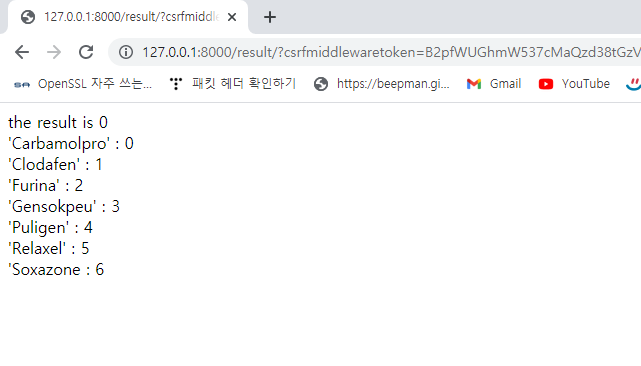 127.0.0.1:8000/result/?csrfmiddle
127.0.0.1:8000/result/?csrfmiddlewaretoken=B2pfWUGhmW537cMaQzd38tGzV
OpenSSL 자주 쓰는... 패킷 헤더 확인하기 https://beepman.gi... Gmail YouTube
the result is 0
'Carbamolpro' : 0
'Clodafen' : 1
'Furina' : 2
'Gensokpeu' : 3
'Puligen' : 4
'Relaxel' : 5
'Soxazone : 6